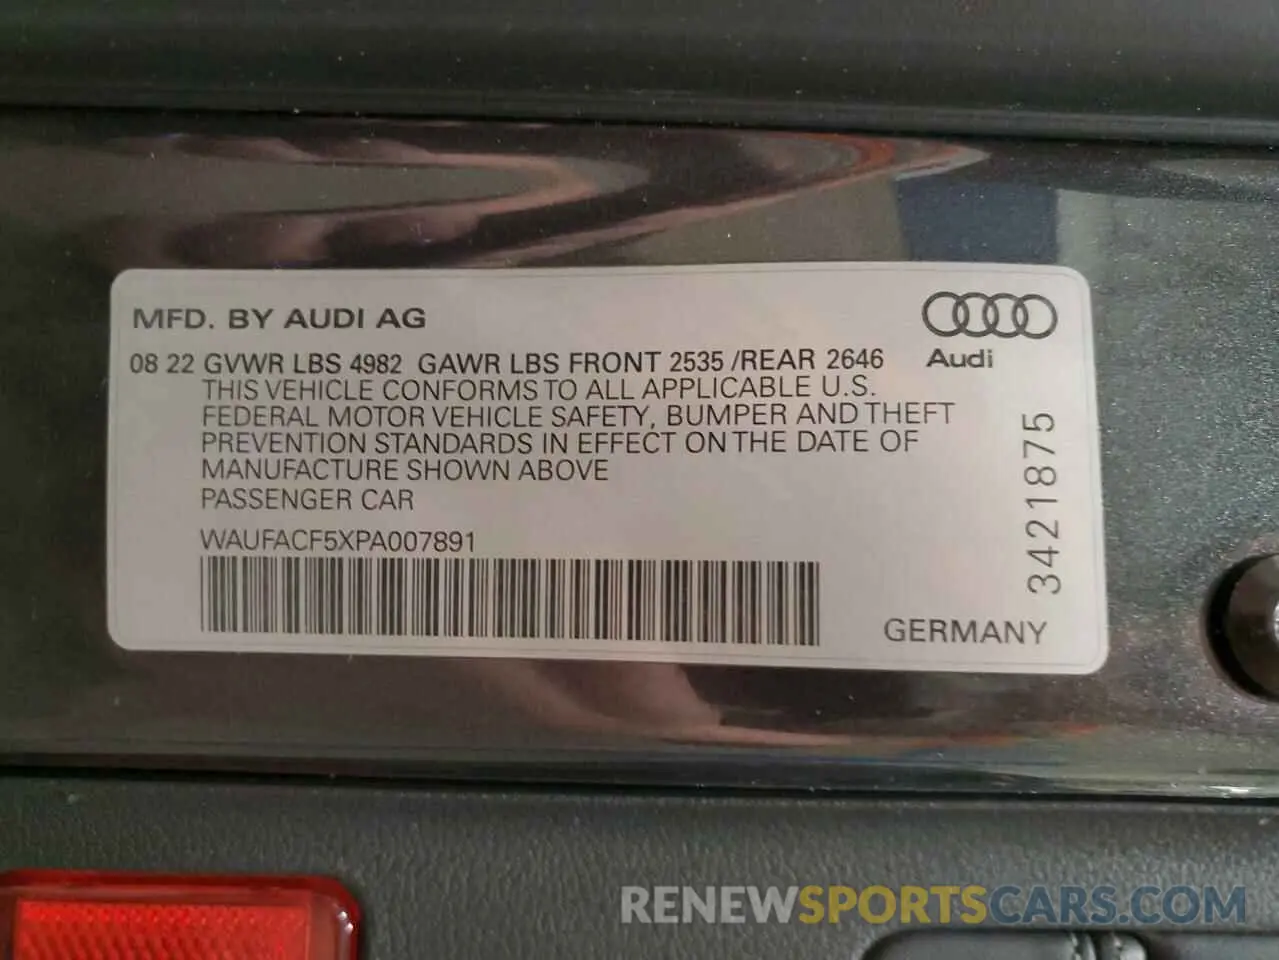 MFD. BY AUDI AG
Audi
08 22 GVWR LBS 4982 GAWR LBS FRONT 2535 /REAR 2646
THIS VEHICLE CONFORMS TO ALL APPLICABLE U.S.
FEDERAL MOTOR VEHICLE SAFETY, BUMPER AND THEFT
PREVENTION STANDARDS IN EFFECT ON THE DATE OF
MANUFACTURE SHOWN ABOVE
PASSENGER CAR
WAUFACF5XPA007891
3421875
GERMANY
RENEWSPORTSCARS.COM